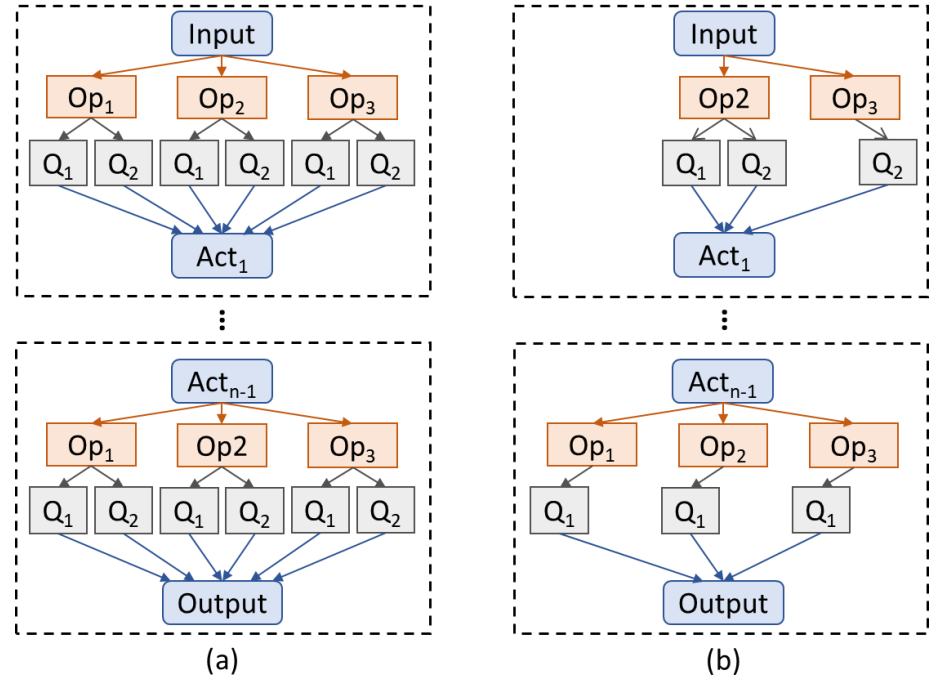 Input
Op₁ Op₂ Op₃
Q₁ Q₂ Q₁ Q₂ Q₁ Q₂
Act₁
Actₙ₋₁
Op₁ Op2 Op₃
Q₁ Q₂ Q₁ Q₂ Q₁ Q₂
Output
(a)
Input
Op2 Op₃
Q₁ Q₂ Q₂
Act₁
Actₙ₋₁
Op₁ Op₂ Op₃
Q₁ Q₁ Q₁
Output
(b)